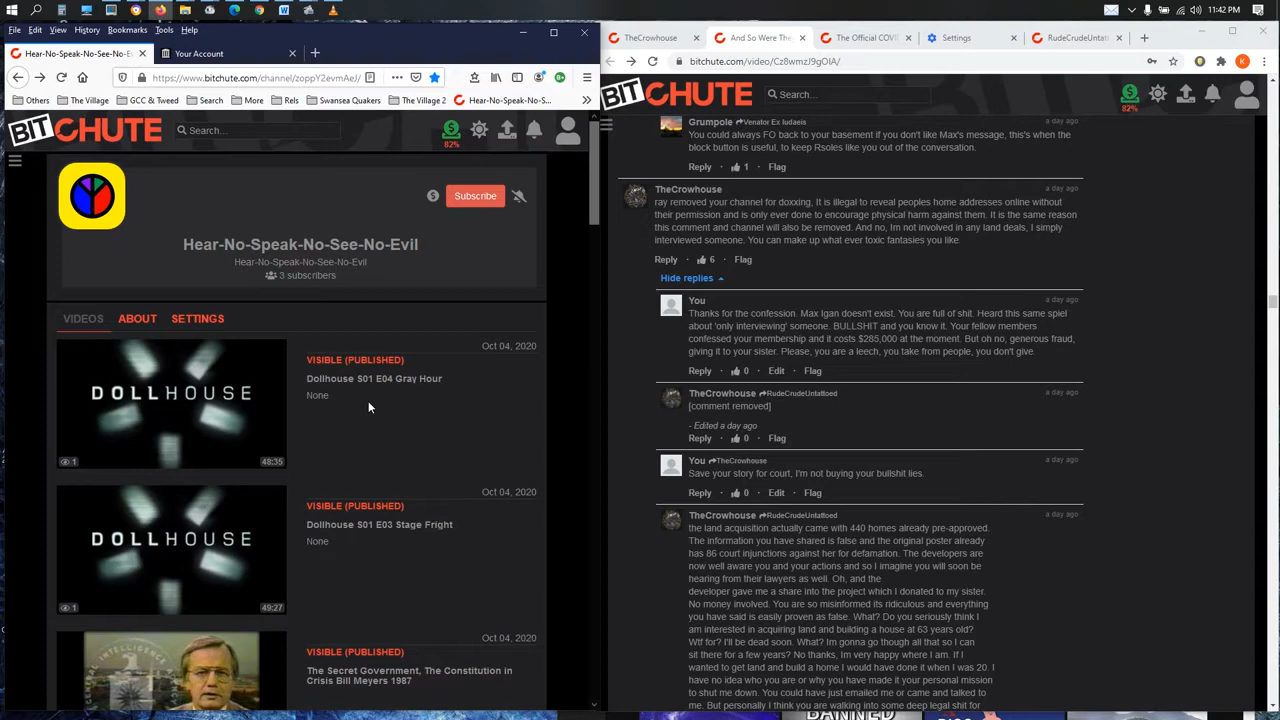 11:42 PM
File Edit View History Bookmarks Tools Help
Hear-No-Speak-No-See-No-E
Your Account
https://www.bitchute.com/channel/zoppY2evmAeJ/
Others The Village GCC & Tweed Search More Rels Swansea Quakers The Village 2 Hear-No-Speak-No-S...
BITCHUTE Search... 82%
Subscribe
Hear-No-Speak-No-See-No-Evil
Hear-No-Speak-No-See-No-Evil
3 subscribers
VIDEOS ABOUT SETTINGS
Oct 04, 2020
VISIBLE (PUBLISHED)
Dollhouse S01 E04 Gray Hour
None
DOLLHOUSE
1 48:35
Oct 04, 2020
VISIBLE (PUBLISHED)
Dollhouse S01 E03 Stage Fright
None
DOLLHOUSE
1 49:27
Oct 04, 2020
VISIBLE (PUBLISHED)
The Secret Government, The Constitution in
Crisis Bill Meyers 1987
TheCrowhouse And So Were The The Official COVI Settings RudeCrudeUntatt
bitchute.com/video/Cz8wmzJ9gOIA/
BITCHUTE Search... 82%
Grumpole Venator Ex Iudaeis a day ago
You could always FO back to your basement if you don't like Max's message, this's when the
block button is useful, to keep Rsoles like you out of the conversation.
Reply · 1 · Flag
TheCrowhouse a day ago
ray removed your channel for doxxing, It is illegal to reveal peoples home addresses online without
their permission and is only ever done to encourage physical harm against them. It is the same reason
this comment and channel will also be removed. And no, Im not involved in any land deals, I simply
interviewed someone. You can make up what ever toxic fantasies you like.
Reply · 6 · Flag
Hide replies
You a day ago
Thanks for the confession. Max Igan doesn't exist. You are full of shit. Heard this same spiel
about 'only interviewing' someone. BULLSHIT and you know it. Your fellow members
confessed your membership and it costs $285,000 at the moment. But oh no, generous fraud,
giving it to your sister. Please, you are a leech, you take from people, you don't give.
Reply · 0 · Edit · Flag
TheCrowhouse RudeCrudeUntattoed a day ago
[comment removed]
- Edited a day ago
Reply · 0 · Flag
You TheCrowhouse a day ago
Save your story for court, I'm not buying your bullshit lies.
Reply · 0 · Edit · Flag
TheCrowhouse RudeCrudeUntattoed a day ago
the land acquisition actually came with 440 homes already pre-approved.
The information you have shared is false and the original poster already
has 86 court injunctions against her for defamation. The developers are
now well aware you and your actions and so I imagine you will soon be
hearing from their lawyers as well. Oh, and the
developer gave me a share into the project which I donated to my sister.
No money involved. You are so misinformed its ridiculous and everything
you have said is easily proven as false. What? Do you seriously think I
am interested in acquiring land and building a house at 63 years old?
Wtf for? I'll be dead soon. What? Im gonna go though all that so I can
sit there for a few years? No thanks, Im very happy where I am. If I
wanted to get land and build a home I would have done it when I was 20. I
have no idea who you are or why you have made it your personal mission
to shut me down. You could have just emailed me or came and talked to
me. But personally I think you are walking into some deep legal shit for
BANNED